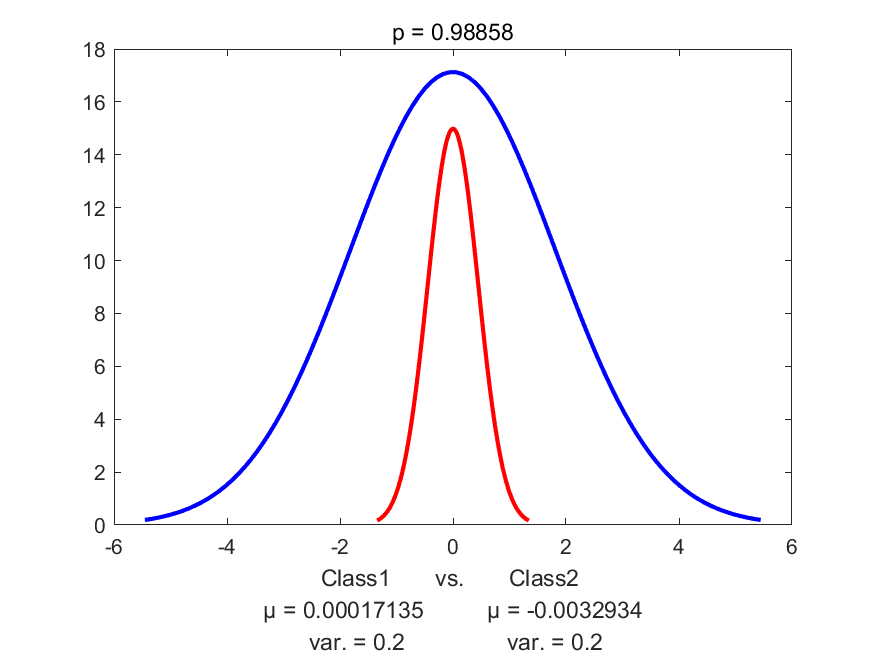 p = 0.98858
18
16
14
12
10
8
6
4
2
0
-6 -4 -2 0 2 4 6
Class1 vs. Class2
μ = 0.00017135 μ = -0.0032934
var. = 0.2 var. = 0.2